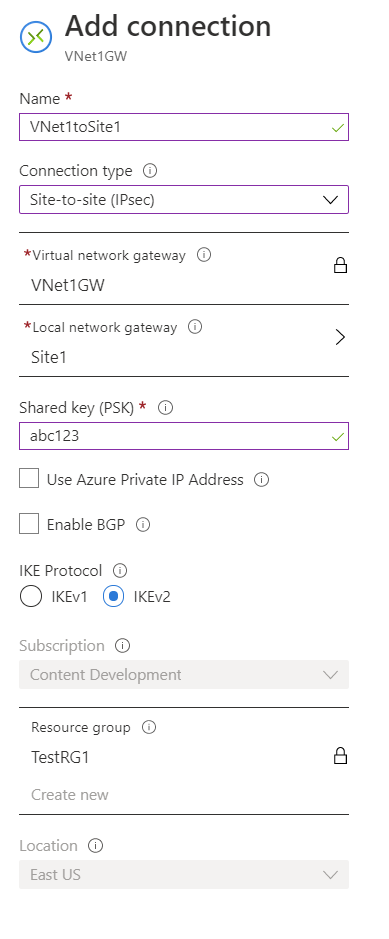 Add connection
VNet1GW
Name *
VNet1toSite1
Connection type
Site-to-site (IPsec)
*Virtual network gateway
VNet1GW
*Local network gateway
Site1
Shared key (PSK) *
abc123
Use Azure Private IP Address
Enable BGP
IKE Protocol
IKEv1 IKEv2
Subscription
Content Development
Resource group
TestRG1
Create new
Location
East US